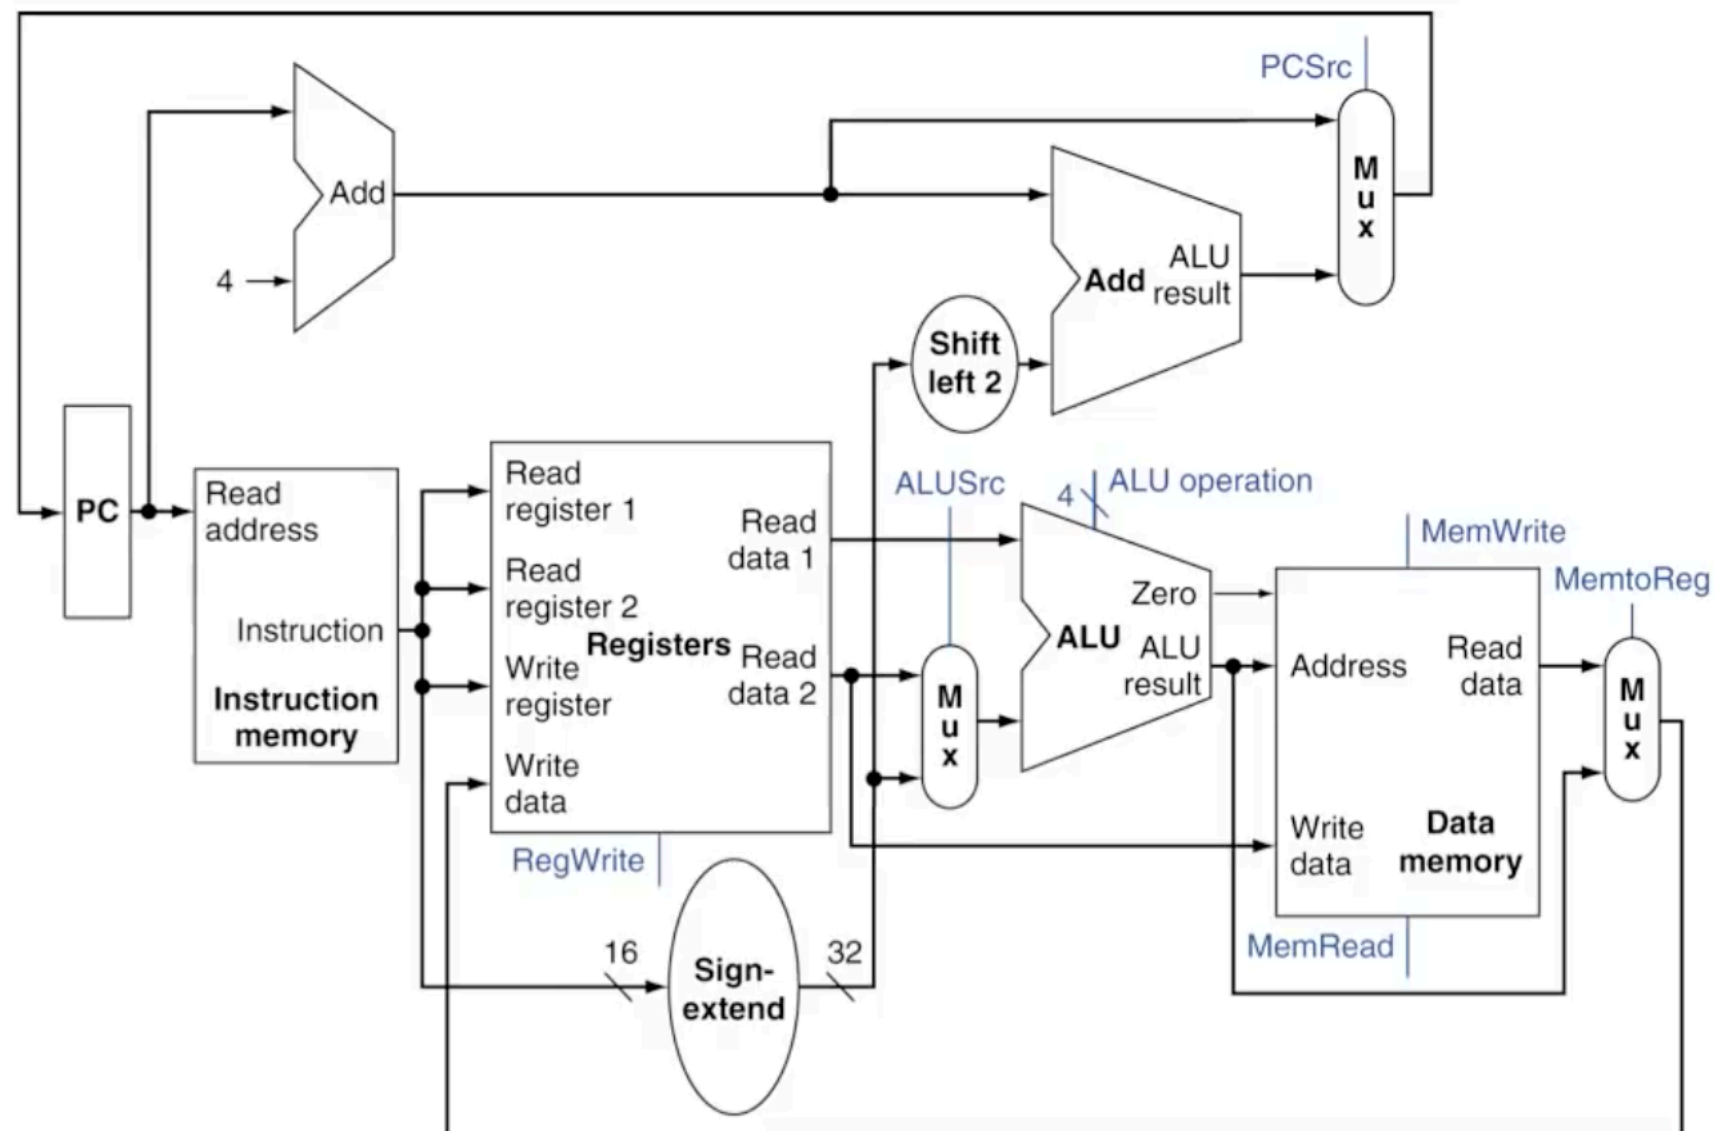 PCSrc
M
u
x
Add
4
ALU
result
Add
Shift
left 2
PC
Read
address
Instruction
Instruction
memory
Read
register 1
Read
register 2
Write
register
Write
data
Registers
Read
data 1
Read
data 2
RegWrite
16
Sign-
extend
32
ALUSrc
M
u
x
4
ALU operation
Zero
ALU
ALU
result
MemWrite
Address
Read
data
Write
data
Data
memory
MemRead
MemtoReg
M
u
x